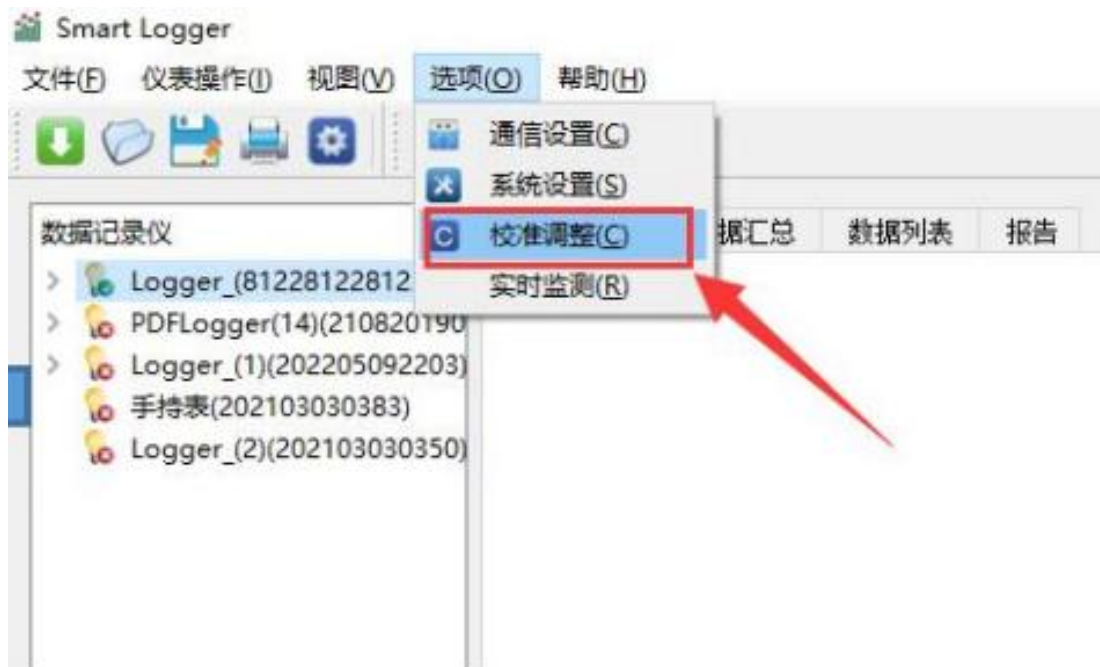 Smart Logger
文件(F) 仪表操作(I) 视图(V) 选项(O) 帮助(H)
通信设置(C)
系统设置(S)
数据记录仪 C 校准调整(C) 据汇总 数据列表 报告
Logger_(81228122812
实时监测(R)
PDFLogger(14)(210820190
Logger_(1)(202205092203)
手持表(202103030383)
Logger_(2)(202103030350)